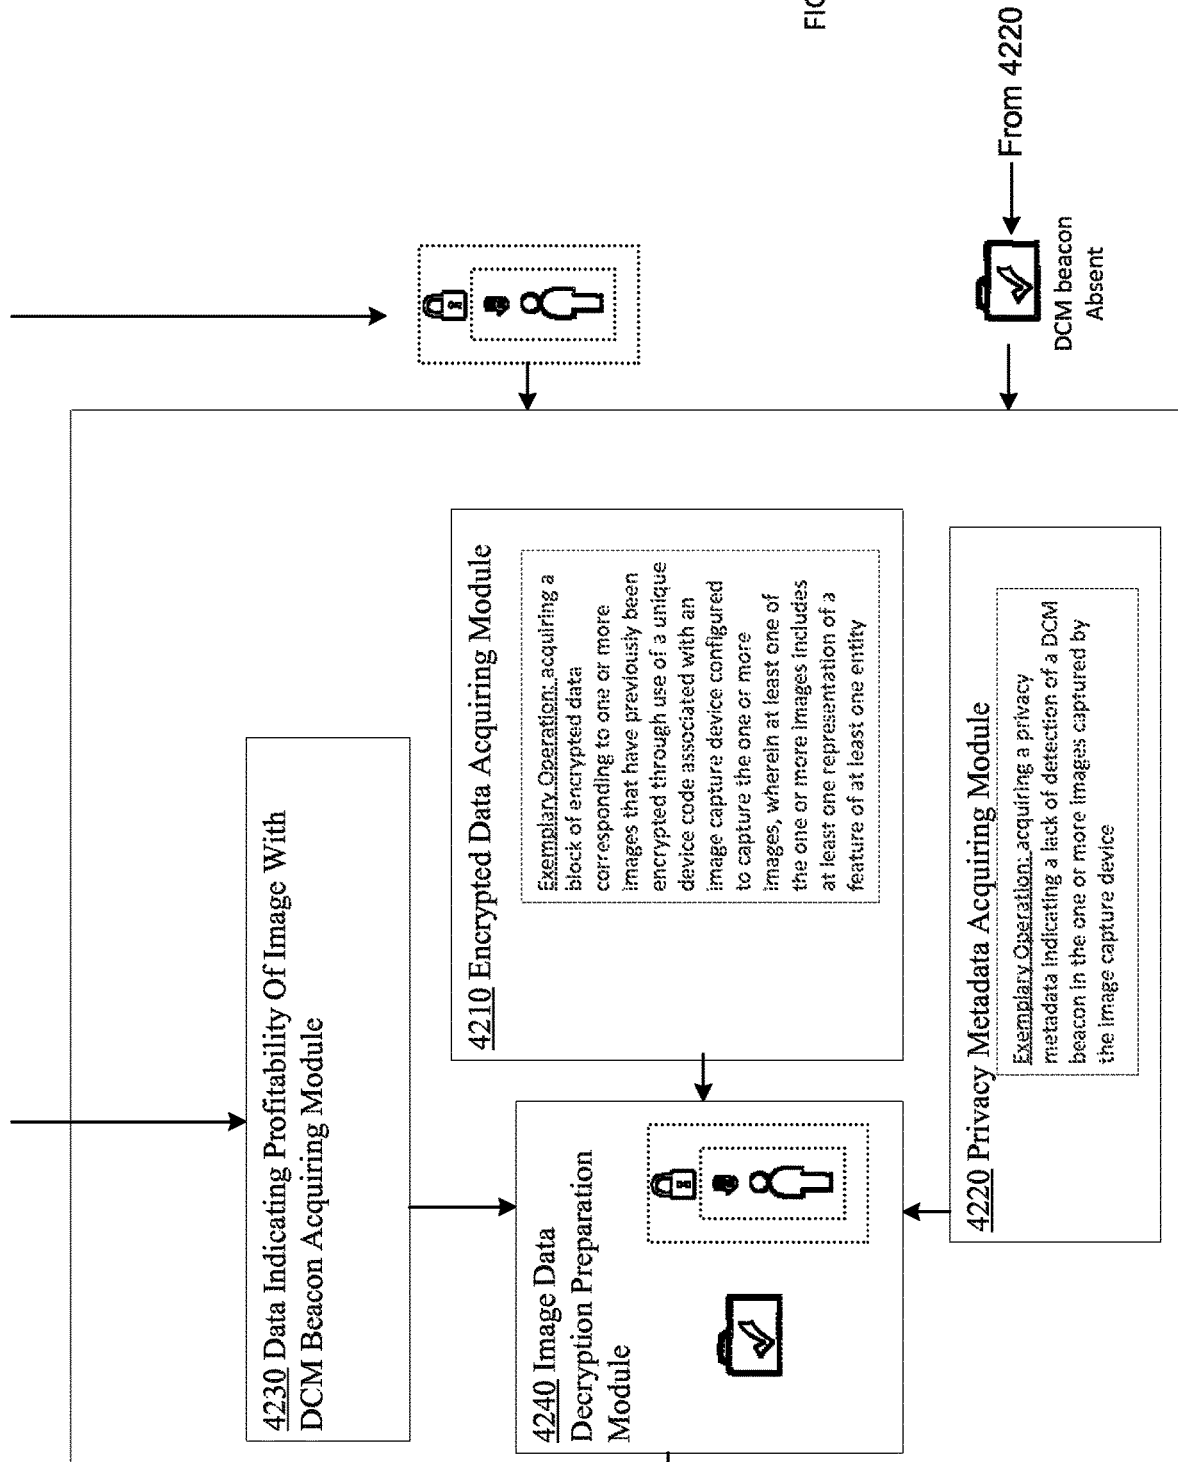 FIG
From 4220
DCM beacon
Absent
4230 Data Indicating Profitability Of Image With
DCM Beacon Acquiring Module
4210 Encrypted Data Acquiring Module
Exemplary Operation: acquiring a
block of encrypted data
corresponding to one or more
images that have previously been
encrypted through use of a unique
device code associated with an
image capture device configured
to capture the one or more
images, wherein at least one of
the one or more images includes
at least one representation of a
feature of at least one entity
4240 Image Data
Decryption Preparation
Module
4220 Privacy Metadata Acquiring Module
Exemplary Operation: acquiring a privacy
metadata indicating a lack of detection of a DCM
beacon in the one or more images captured by
the image capture device